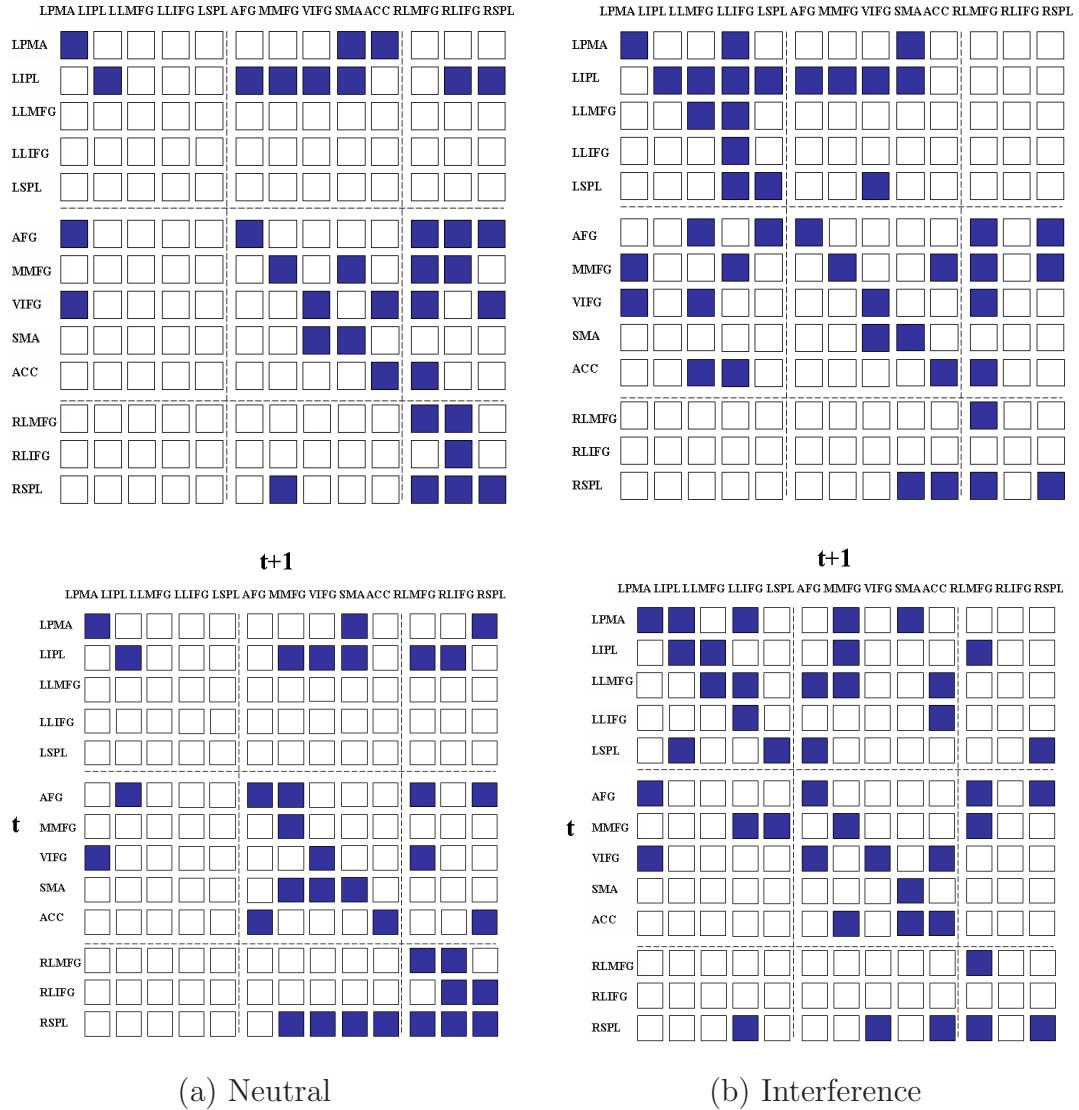 LPMA LIPL LLMFG LLIFG LSPL AFG MMFG VIFG SMA ACC RLMFG RLIFG RSPL
LPMA
LIPL
LLMFG
LLIFG
LSPL
AFG
MMFG
VIFG
SMA
ACC
RLMFG
RLIFG
RSPL
LPMA LIPL LLMFG LLIFG LSPL AFG MMFG VIFG SMA ACC RLMFG RLIFG RSPL
LPMA
LIPL
LLMFG
LLIFG
LSPL
AFG
MMFG
VIFG
SMA
ACC
RLMFG
RLIFG
RSPL
t+1
LPMA LIPL LLMFG LLIFG LSPL AFG MMFG VIFG SMA ACC RLMFG RLIFG RSPL
LPMA
LIPL
LLMFG
LLIFG
LSPL
AFG
t
MMFG
VIFG
SMA
ACC
RLMFG
RLIFG
RSPL
(a) Neutral
t+1
LPMA LIPL LLMFG LLIFG LSPL AFG MMFG VIFG SMA ACC RLMFG RLIFG RSPL
LPMA
LIPL
LLMFG
LLIFG
LSPL
AFG
t
MMFG
VIFG
SMA
ACC
RLMFG
RLIFG
RSPL
(b) Interference